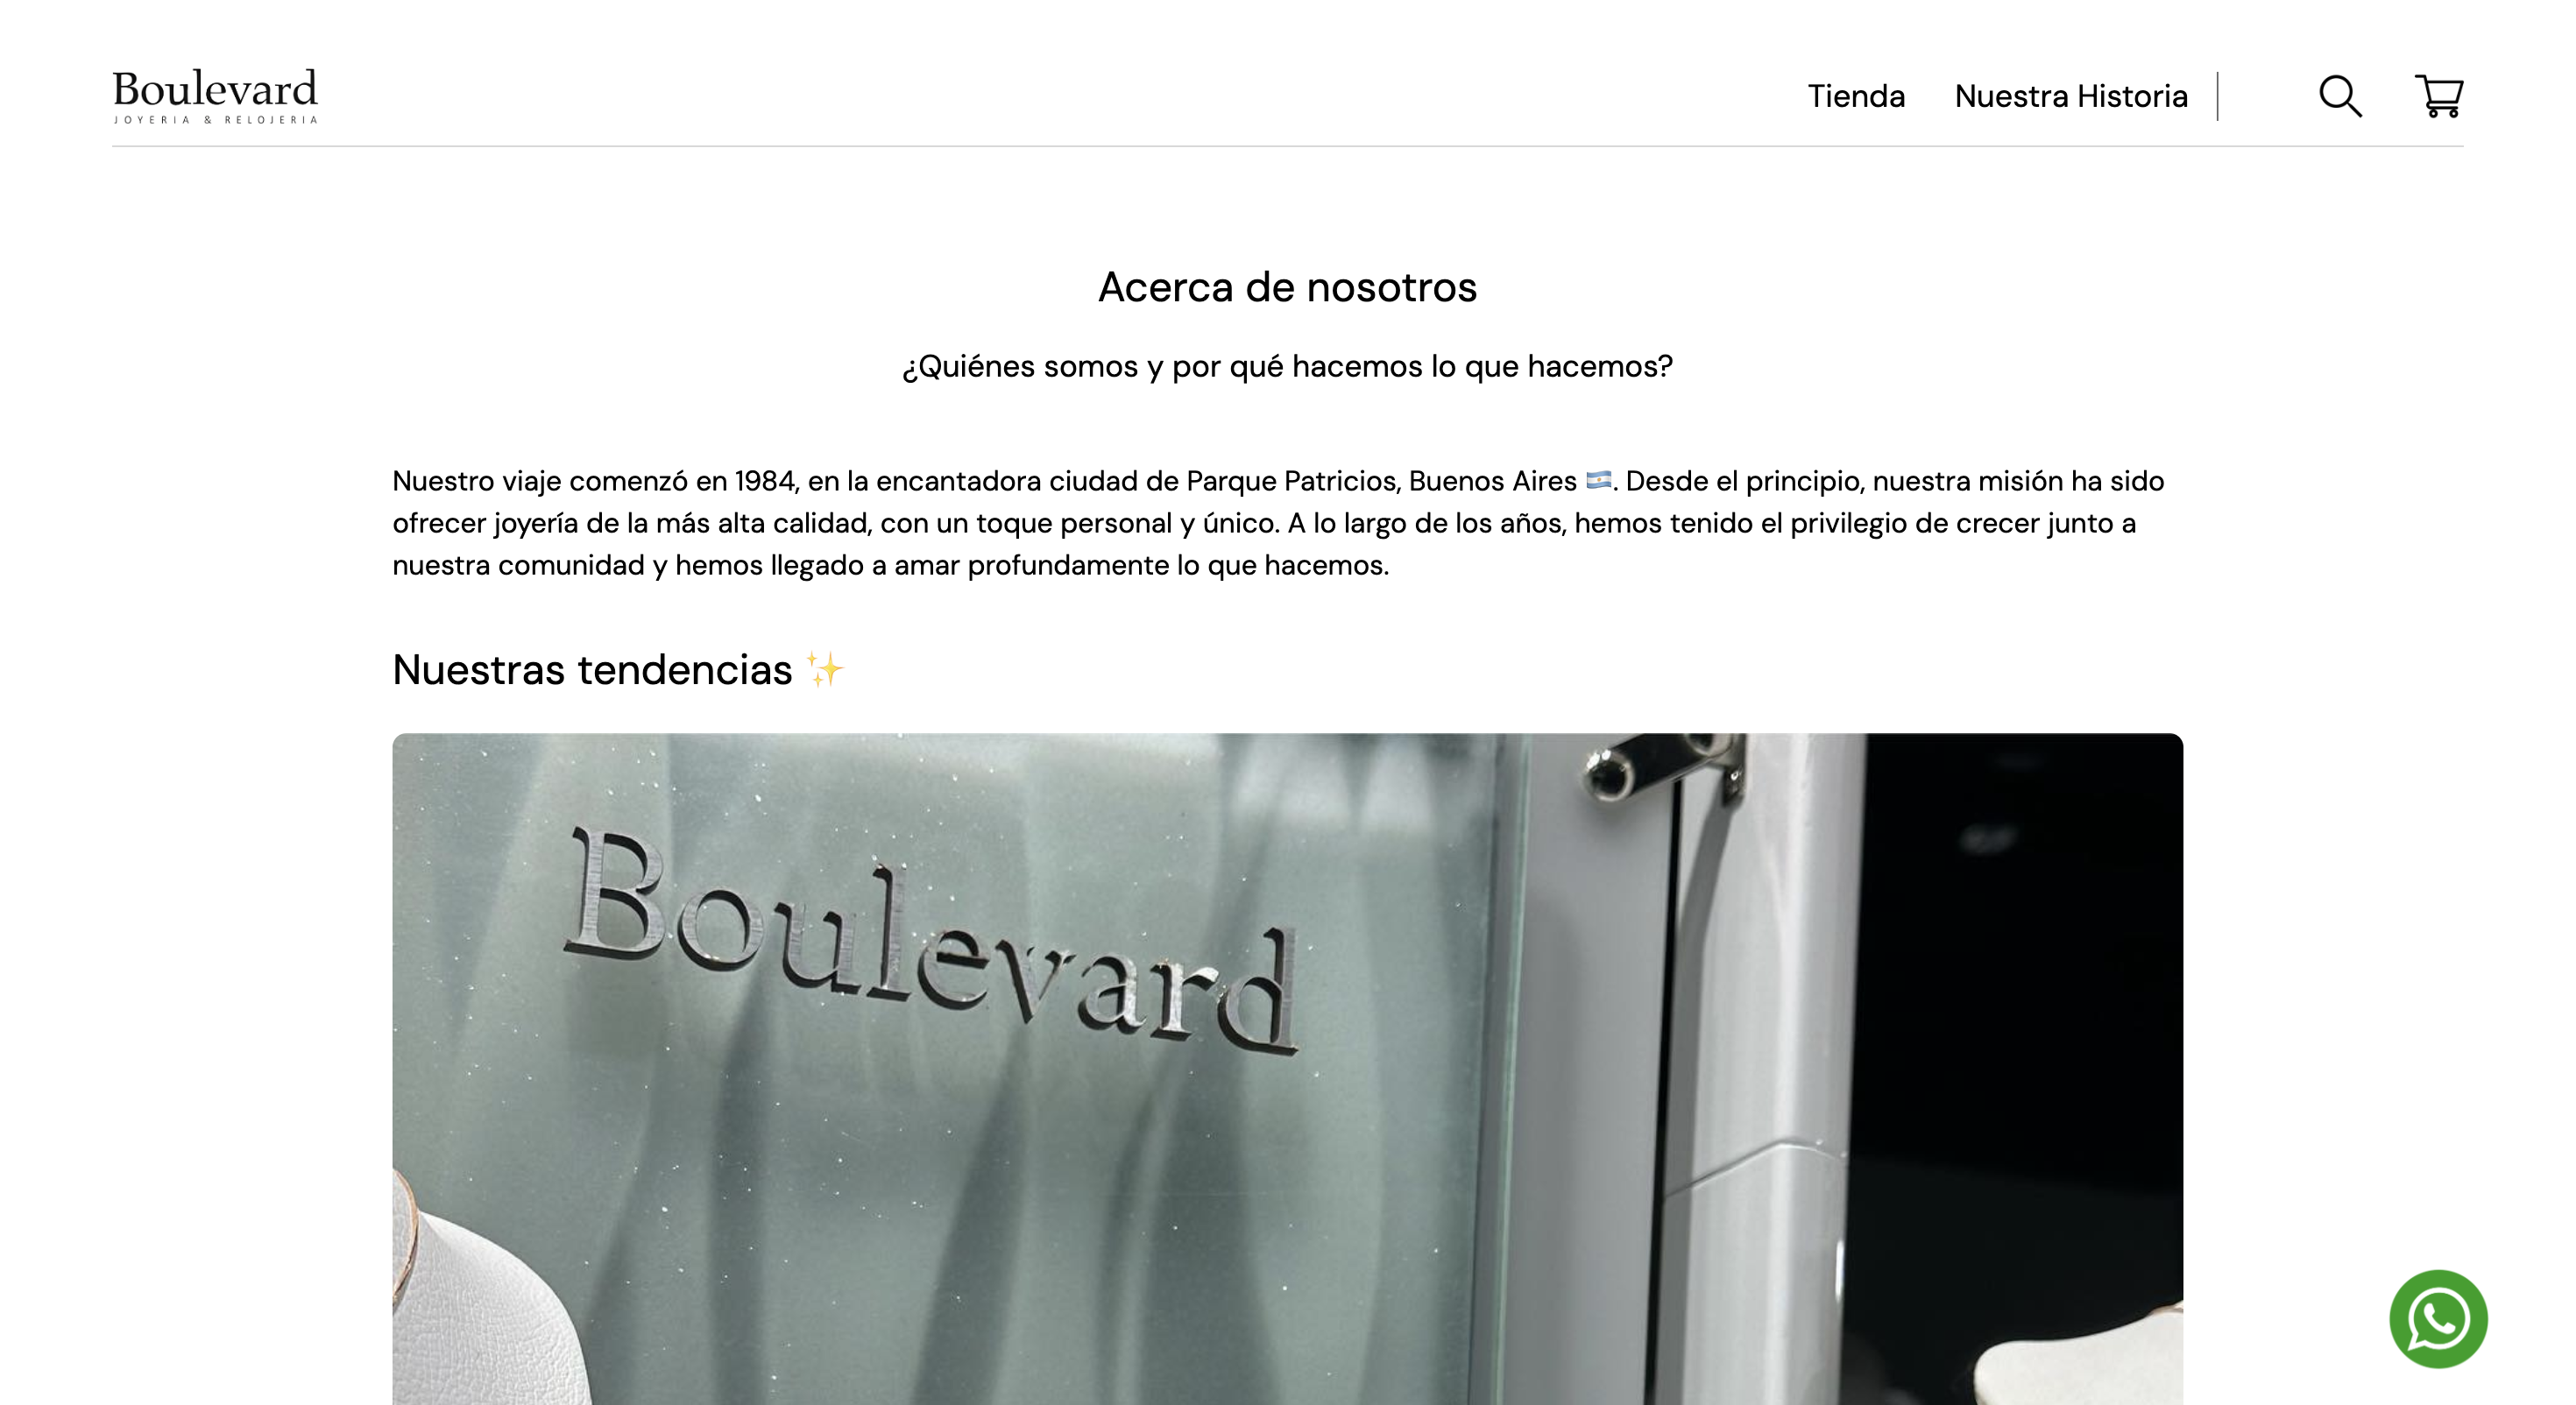 Boulevard
JOYERIA & RELOJERIA
Tienda
Nuestra Historia
Acerca de nosotros
¿Quiénes somos y por qué hacemos lo que hacemos?
Nuestro viaje comenzó en 1984, en la encantadora ciudad de Parque Patricios, Buenos Aires 🇦🇷. Desde el principio, nuestra misión ha sido
ofrecer joyería de la más alta calidad, con un toque personal y único. A lo largo de los años, hemos tenido el privilegio de crecer junto a
nuestra comunidad y hemos llegado a amar profundamente lo que hacemos.
Nuestras tendencias ✨
Boulevard